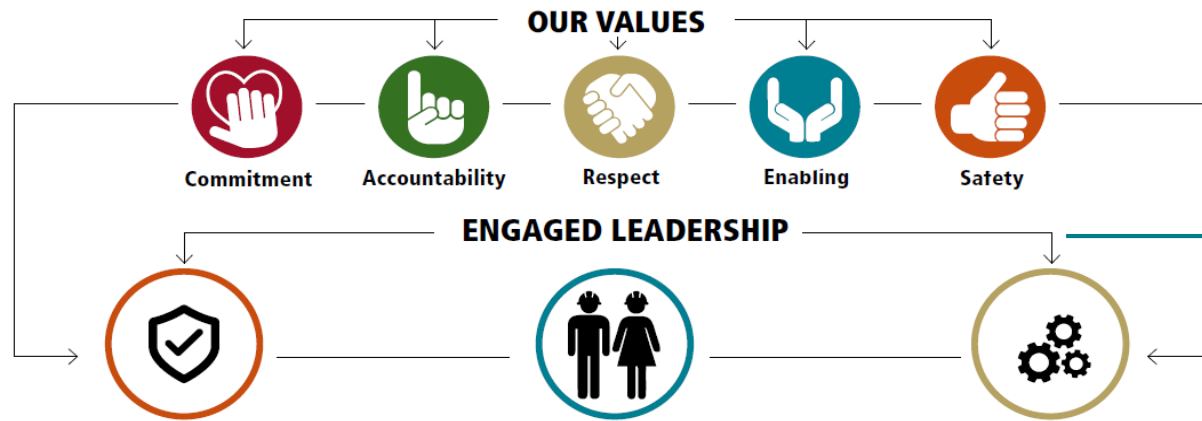 OUR VALUES
Commitment
Accountability
Respect
Enabling
Safety
ENGAGED LEADERSHIP